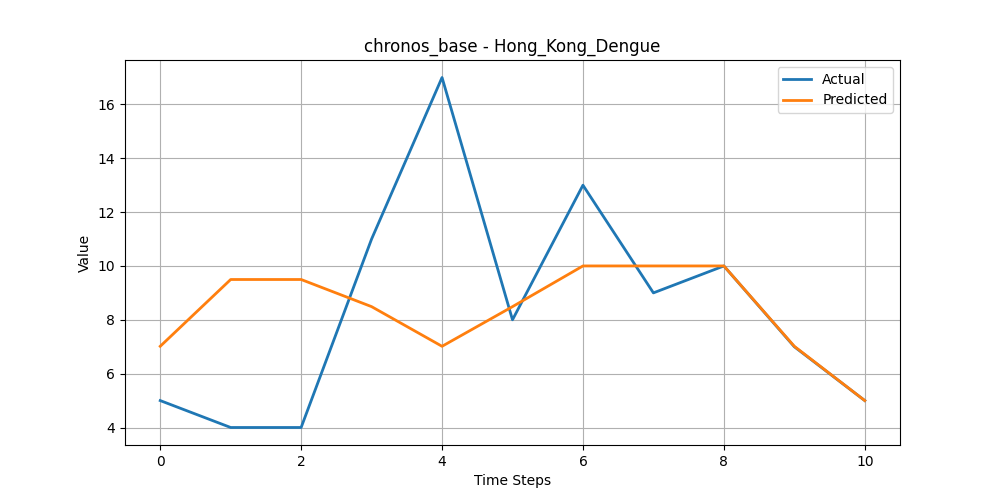 chronos_base - Hong_Kong_Dengue
Actual
Predicted
Value
16
14
12
10
8
6
4
0 2 4 6 8 10
Time Steps